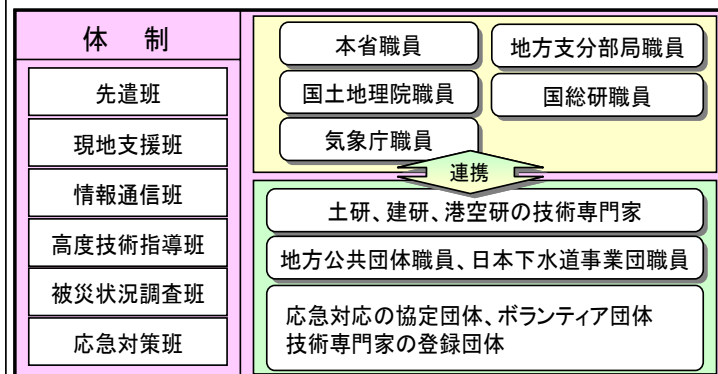 体 制
先遣班
現地支援班
情報通信班
高度技術指導班
被災状況調査班
応急対策班
本省職員
地方支分部局職員
国土地理院職員
国総研職員
気象庁職員
連携
土研、建研、港空研の技術専門家
地方公共団体職員、日本下水道事業団職員
応急対応の協定団体、ボランティア団体
技術専門家の登録団体